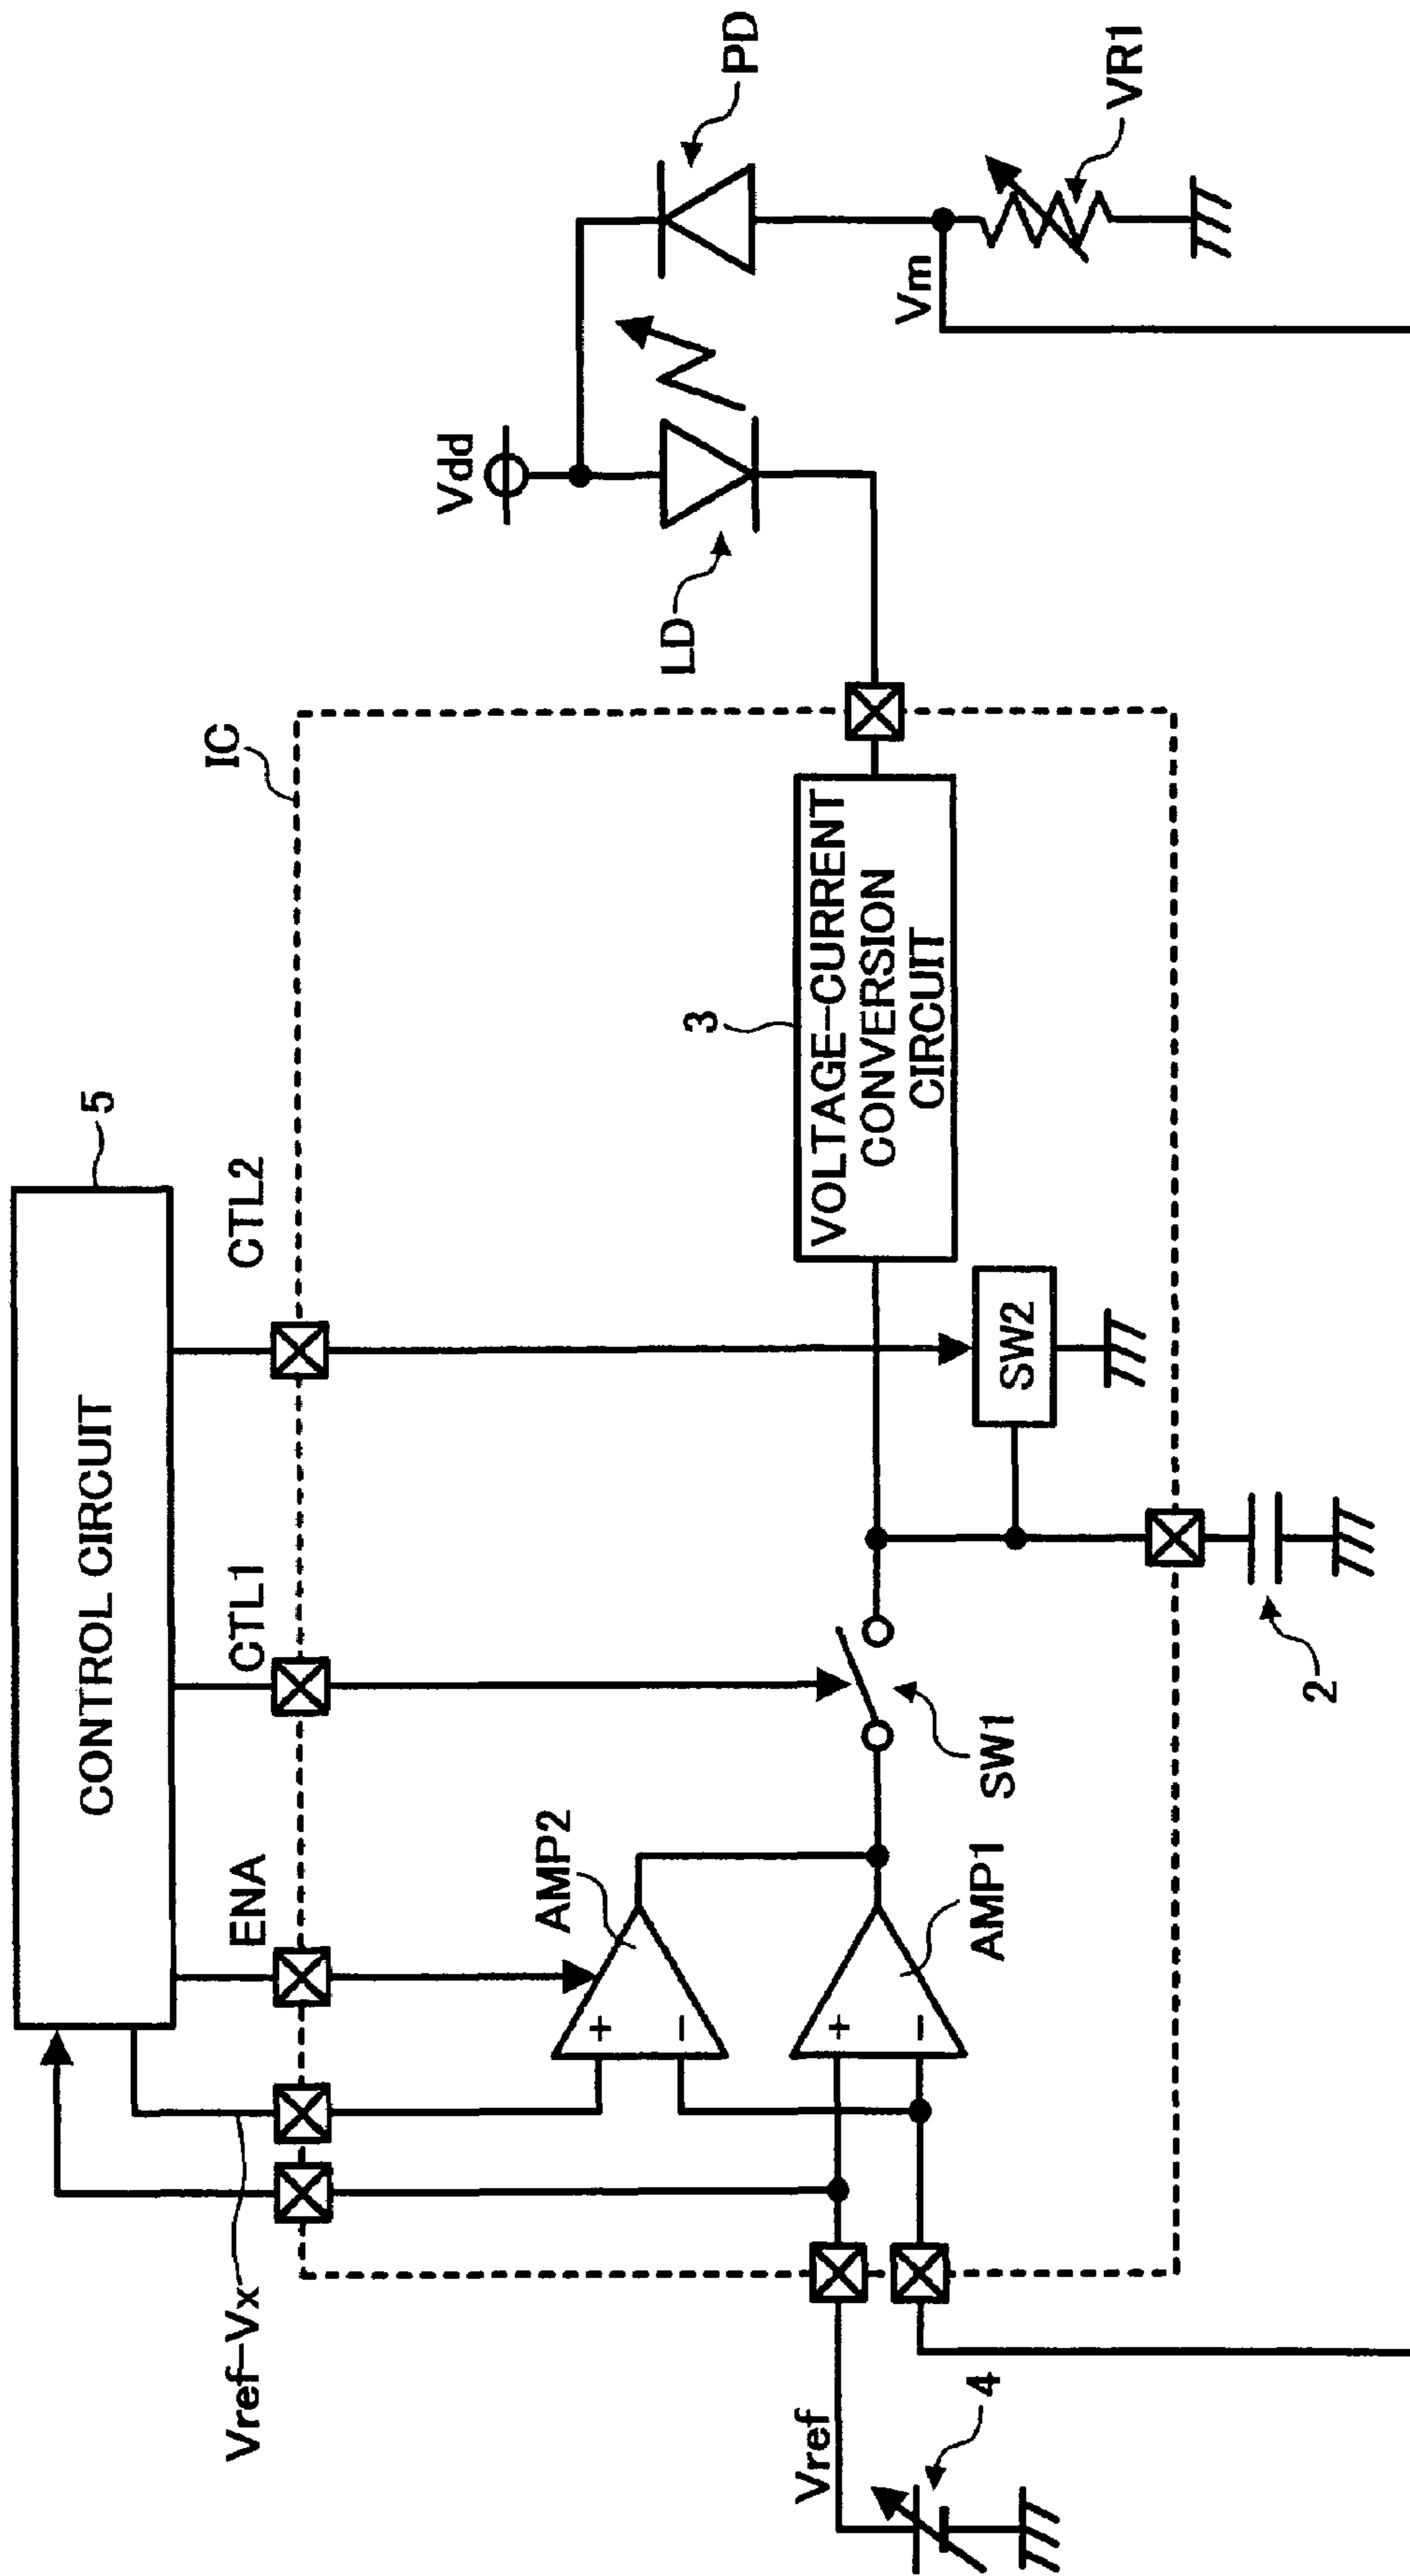 5
CONTROL CIRCUIT
Vref-Vx
ENA
CTL1
CTL2
IC
AMP2
+
-
AMP1
+
-
SW1
SW2
2
3
VOLTAGE-CURRENT
CONVERSION
CIRCUIT
Vref
4
LD
Vdd
PD
Vm
VR1